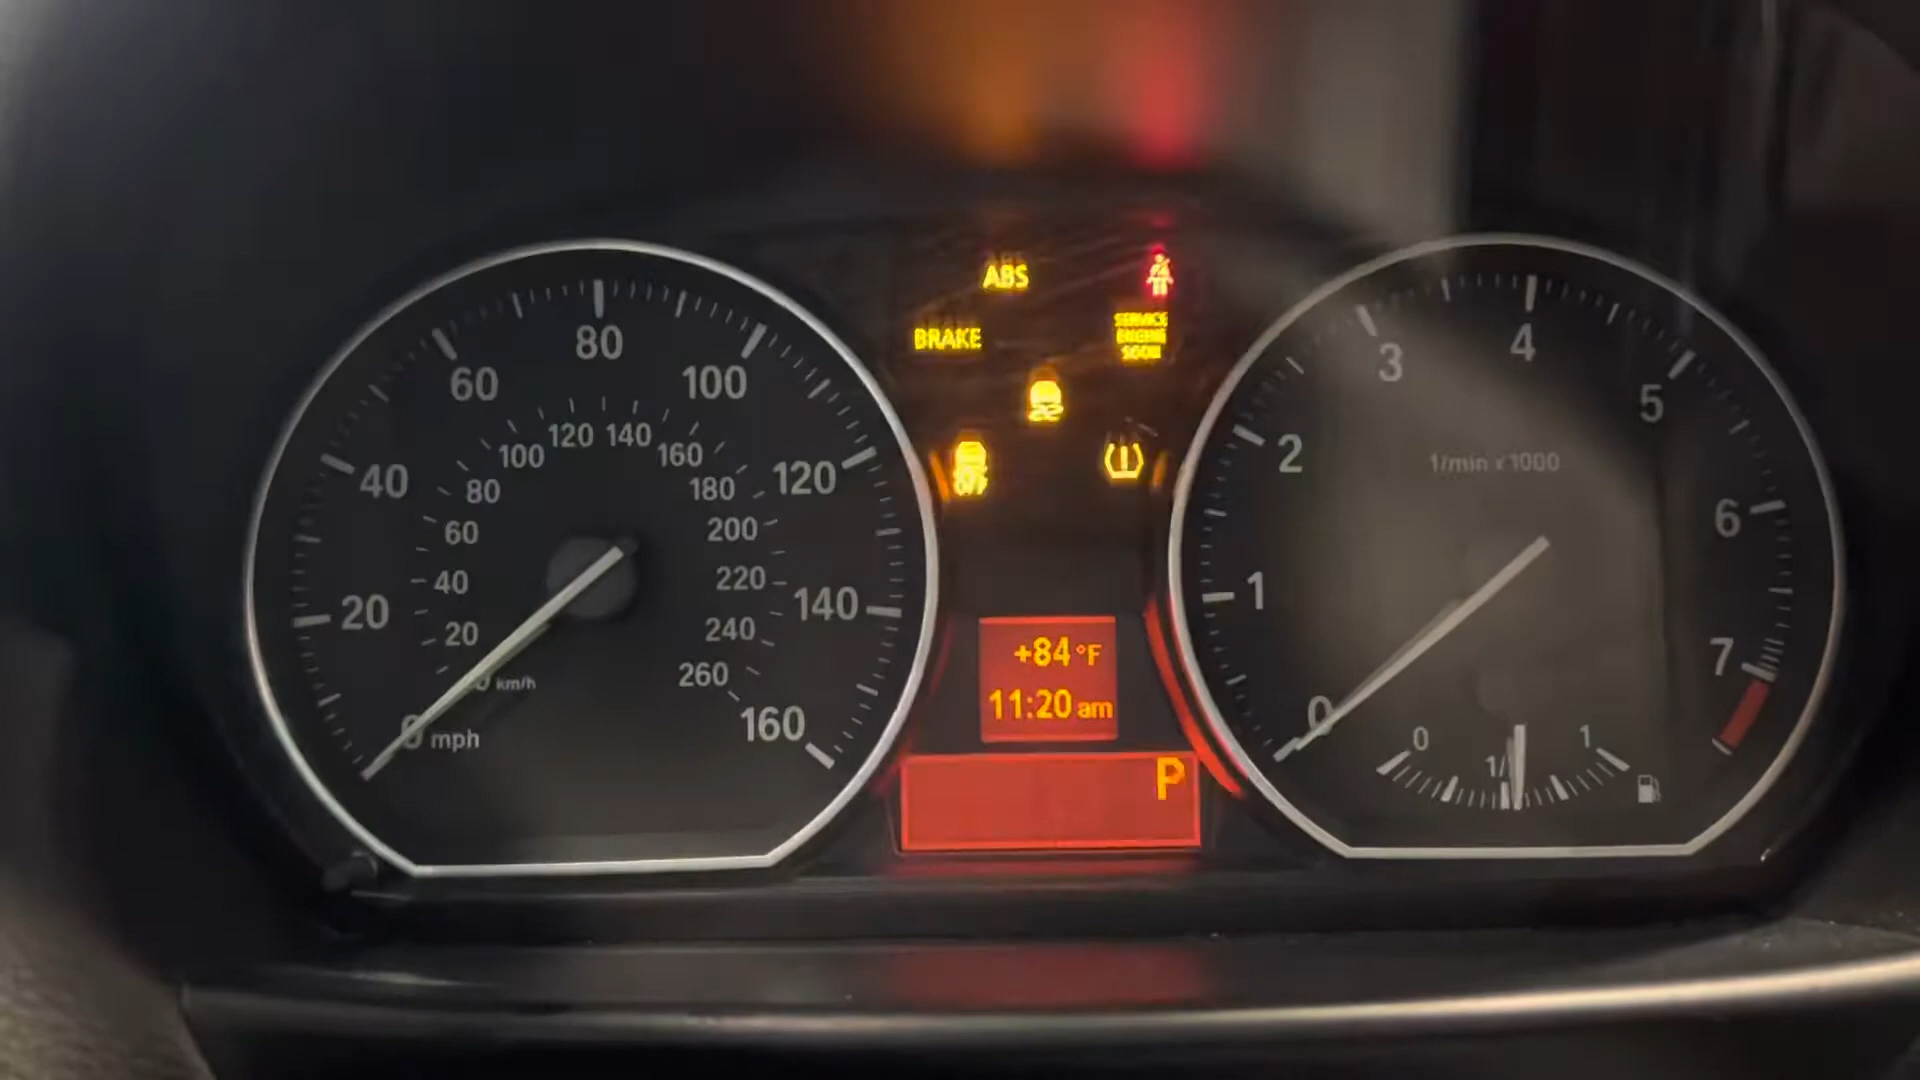 ABS
BRAKE
SERVICE
ENGINE
SOON
OFF
20
40
60
80
100
120
140
160
0 mph
20
40
60
80
100
120
140
160
180
200
220
240
260
km/h
+84 °F
11:20 am
P
0
1
2
3
4
5
6
7
1/min x 1000
0
1/
1